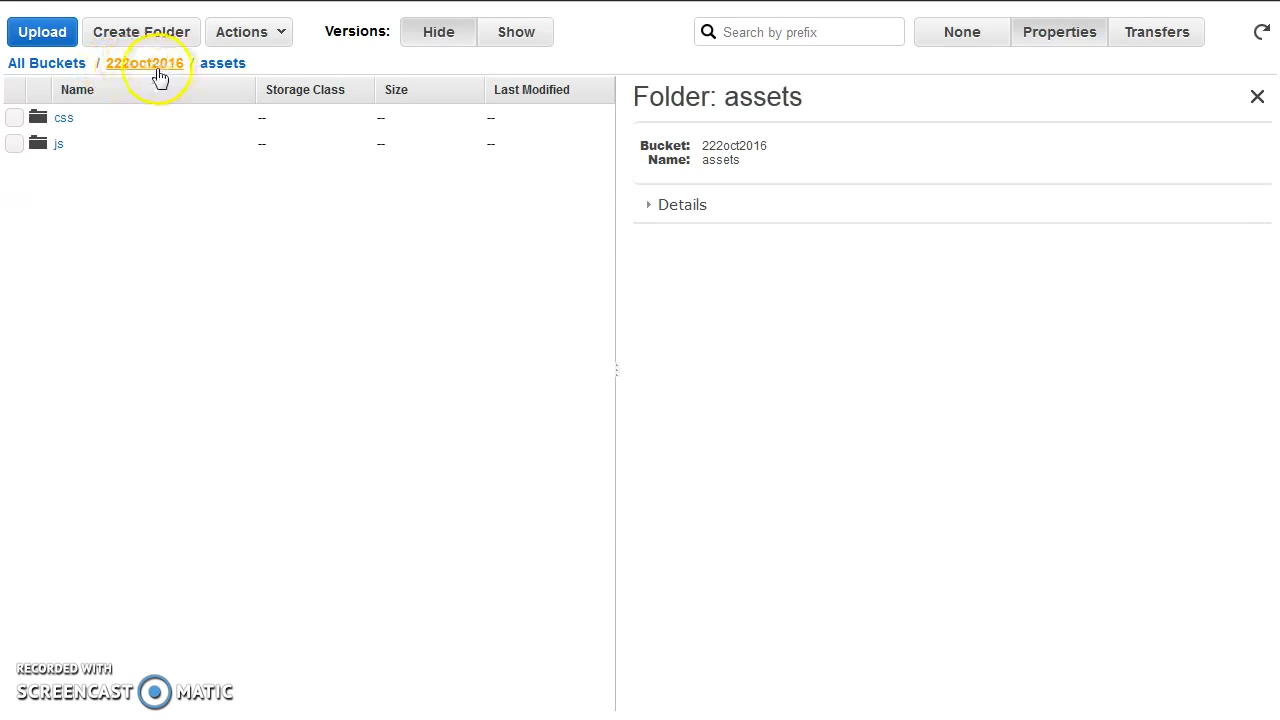 Upload Create Folder Actions Versions: Hide Show Search by prefix None Properties Transfers
All Buckets / 222oct2016 / assets
Name Storage Class Size Last Modified
css -- -- --
js -- -- --
Folder: assets
Bucket: 222oct2016
Name: assets
Details
RECORDED WITH
SCREENCAST MATIC